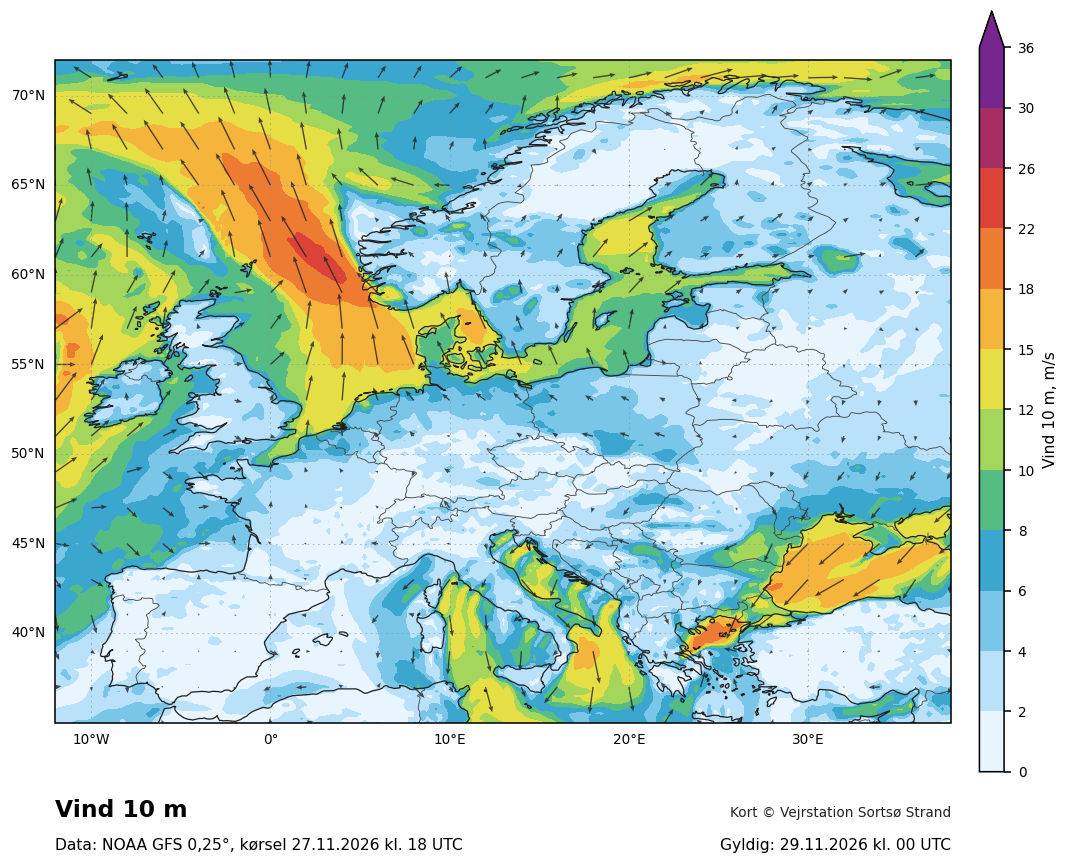 70°N
65°N
60°N
55°N
50°N
45°N
40°N
10°W
0°
10°E
20°E
30°E
36
30
26
22
18
15
12
10
8
6
4
2
0
Vind 10 m, m/s
Vind 10 m
Kort © Vejrstation Sortsø Strand
Data: NOAA GFS 0,25°, kørsel 27.11.2026 kl. 18 UTC
Gyldig: 29.11.2026 kl. 00 UTC